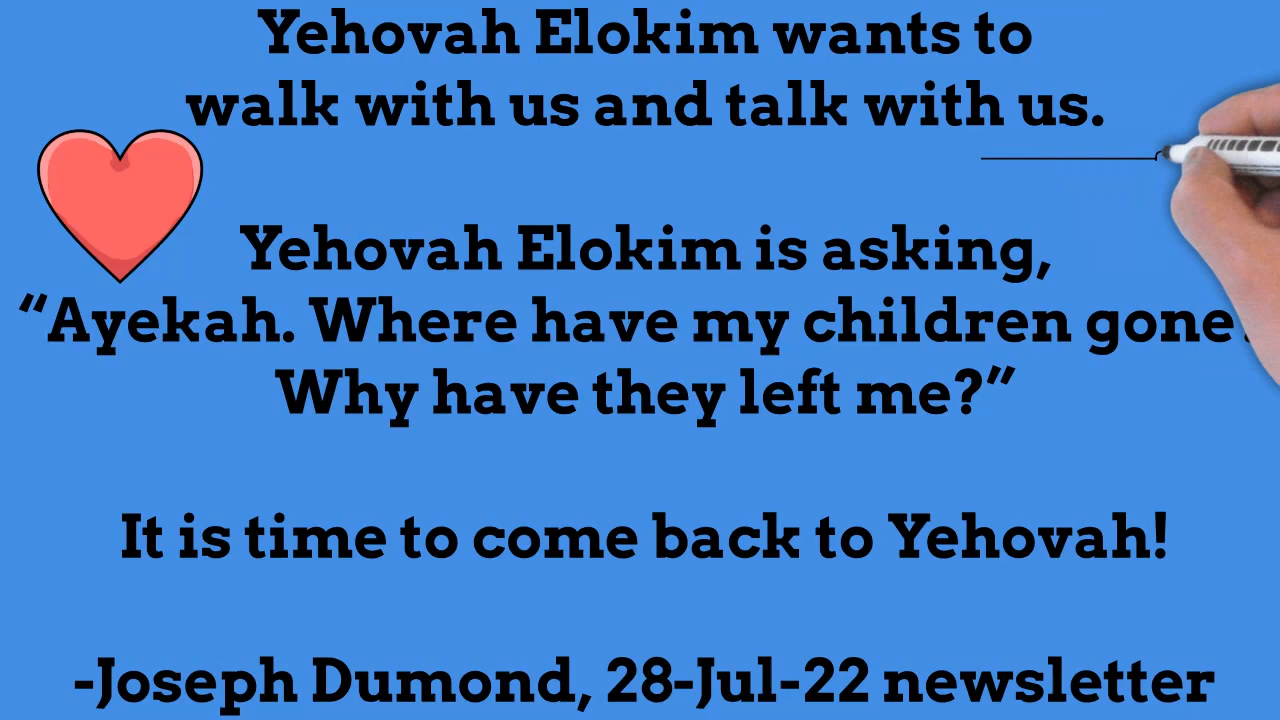 Yehovah Elokim wants to
walk with us and talk with us.
Yehovah Elokim is asking,
“Ayekah. Where have my children gone?
Why have they left me?”
It is time to come back to Yehovah!
-Joseph Dumond, 28-Jul-22 newsletter